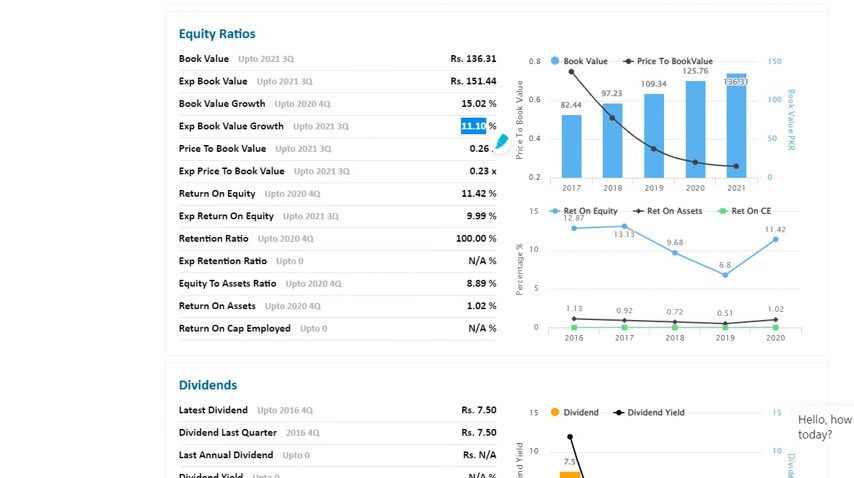 Equity Ratios
Book Value Upto 2021 3Q Rs. 136.31
Exp Book Value Upto 2021 3Q Rs. 151.44
Book Value Growth Upto 2020 4Q 15.02 %
Exp Book Value Growth Upto 2021 3Q 11.10 %
Price To Book Value Upto 2021 3Q 0.26
Exp Price To Book Value Upto 2021 3Q 0.23 x
Return On Equity Upto 2020 4Q 11.42 %
Exp Return On Equity Upto 2021 3Q 9.99 %
Retention Ratio Upto 2020 4Q 100.00 %
Exp Retention Ratio Upto 0 N/A %
Equity To Assets Ratio Upto 2020 4Q 8.89 %
Return On Assets Upto 2020 4Q 1.02 %
Return On Cap Employed Upto 0 N/A %
Book Value Price To BookValue
0.8 0.6 0.4 0.2
Price To Book Value
82.44 97.23 109.34 125.76 136.31
150 100 50 0
Book Value PKR
2017 2018 2019 2020 2021
Ret On Equity Ret On Assets Ret On CE
15 10 5 0
Percentage %
12.87 13.13 9.68 6.8 11.42
1.13 0.92 0.72 0.51 1.02
2016 2017 2018 2019 2020
Dividends
Latest Dividend Upto 2016 4Q Rs. 7.50
Dividend Last Quarter 2016 4Q Rs. 7.50
Last Annual Dividend Upto 0 Rs. N/A
Dividend Yield Upto 0 N/A %
Dividend Dividend Yield
15 10
7.5
15 10
Hello, how
today?